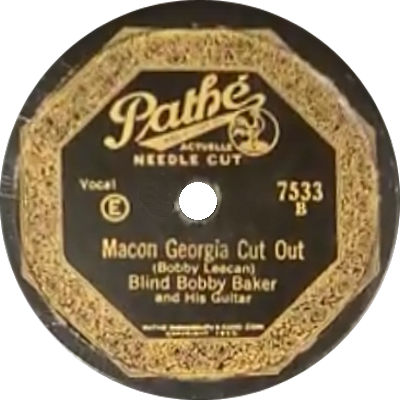 Pathé
ACTUELLE
NEEDLE CUT
Vocal
E
7533
B
Macon Georgia Cut Out
(Bobby Leecan)
Blind Bobby Baker
and His Guitar